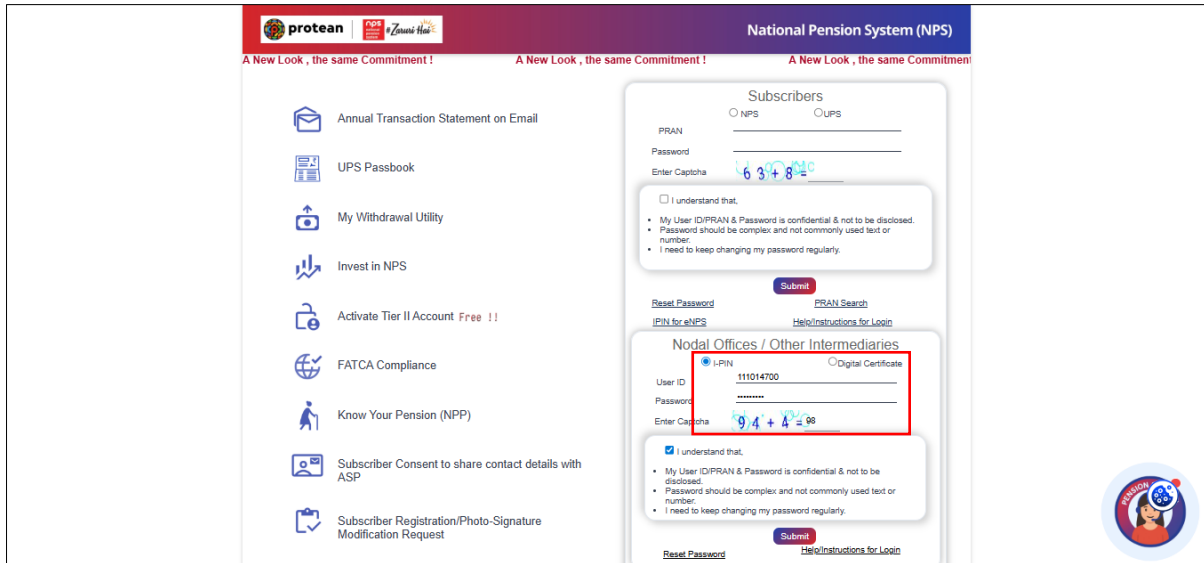 protean
nps
national
pension
system
#Zaruri Hai
National Pension System (NPS)
A New Look , the same Commitment !
A New Look , the same Commitment !
A New Look , the same Commitment
Annual Transaction Statement on Email
UPS Passbook
My Withdrawal Utility
Invest in NPS
Activate Tier II Account Free !!
FATCA Compliance
Know Your Pension (NPP)
Subscriber Consent to share contact details with
ASP
Subscriber Registration/Photo-Signature
Modification Request
Subscribers
NPS UPS
PRAN
Password
Enter Captcha 6 3 + 8 =
I understand that,
• My User ID/PRAN & Password is confidential & not to be disclosed.
• Password should be complex and not commonly used text or
number.
• I need to keep changing my password regularly.
Submit
Reset Password PRAN Search
IPIN for eNPS Help/Instructions for Login
Nodal Offices / Other Intermediaries
I-PIN Digital Certificate
User ID 111014700
Password •••••••••
Enter Captcha 9 4 + 4 = 98
I understand that,
• My User ID/PRAN & Password is confidential & not to be
disclosed.
• Password should be complex and not commonly used text or
number.
• I need to keep changing my password regularly.
Submit
Reset Password Help/Instructions for Login
PENSION